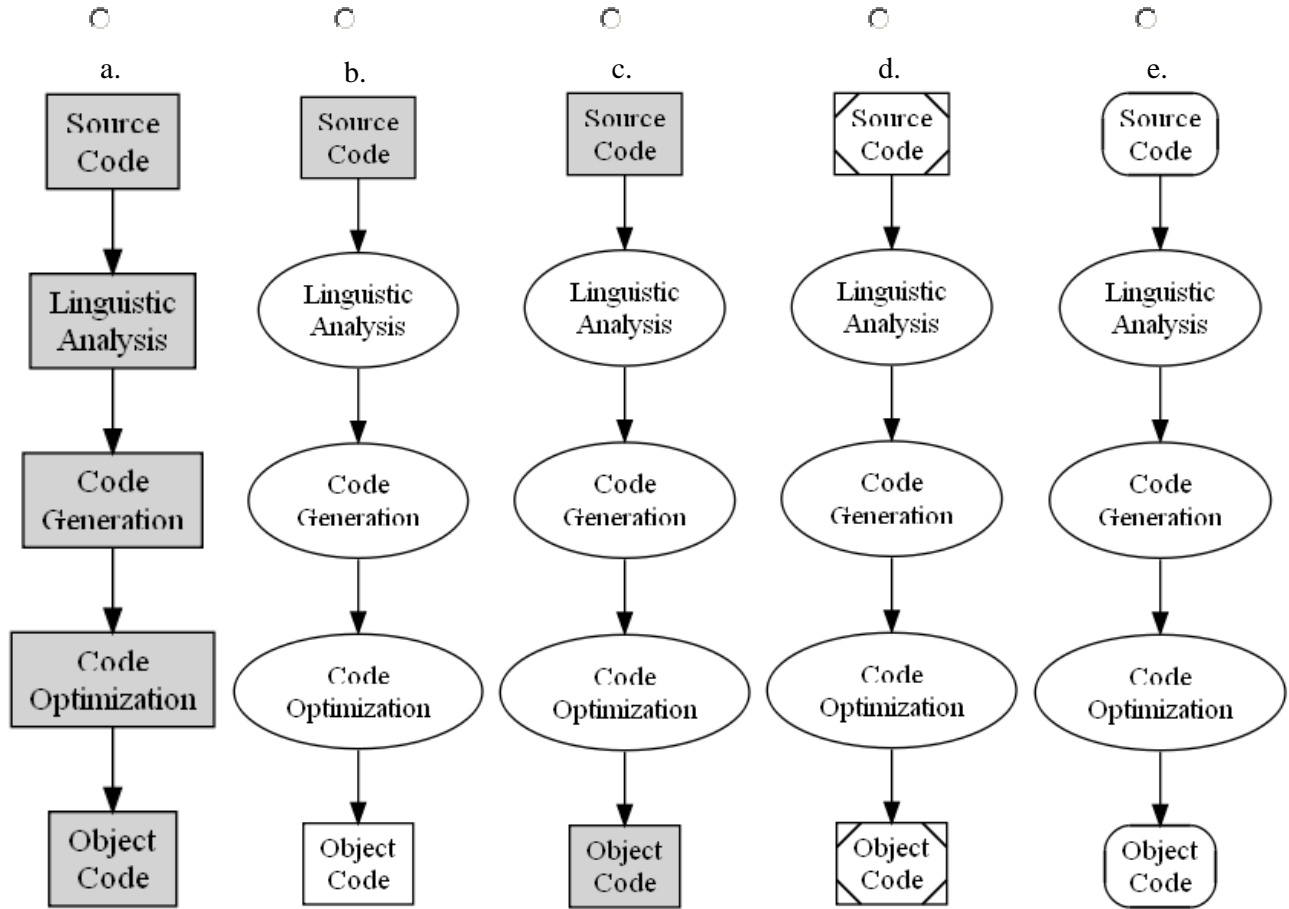 a.
b.
c.
d.
e.
Source
Code
Linguistic
Analysis
Code
Generation
Code
Optimization
Object
Code
Source
Code
Linguistic
Analysis
Code
Generation
Code
Optimization
Object
Code
Source
Code
Linguistic
Analysis
Code
Generation
Code
Optimization
Object
Code
Source
Code
Linguistic
Analysis
Code
Generation
Code
Optimization
Object
Code
Source
Code
Linguistic
Analysis
Code
Generation
Code
Optimization
Object
Code